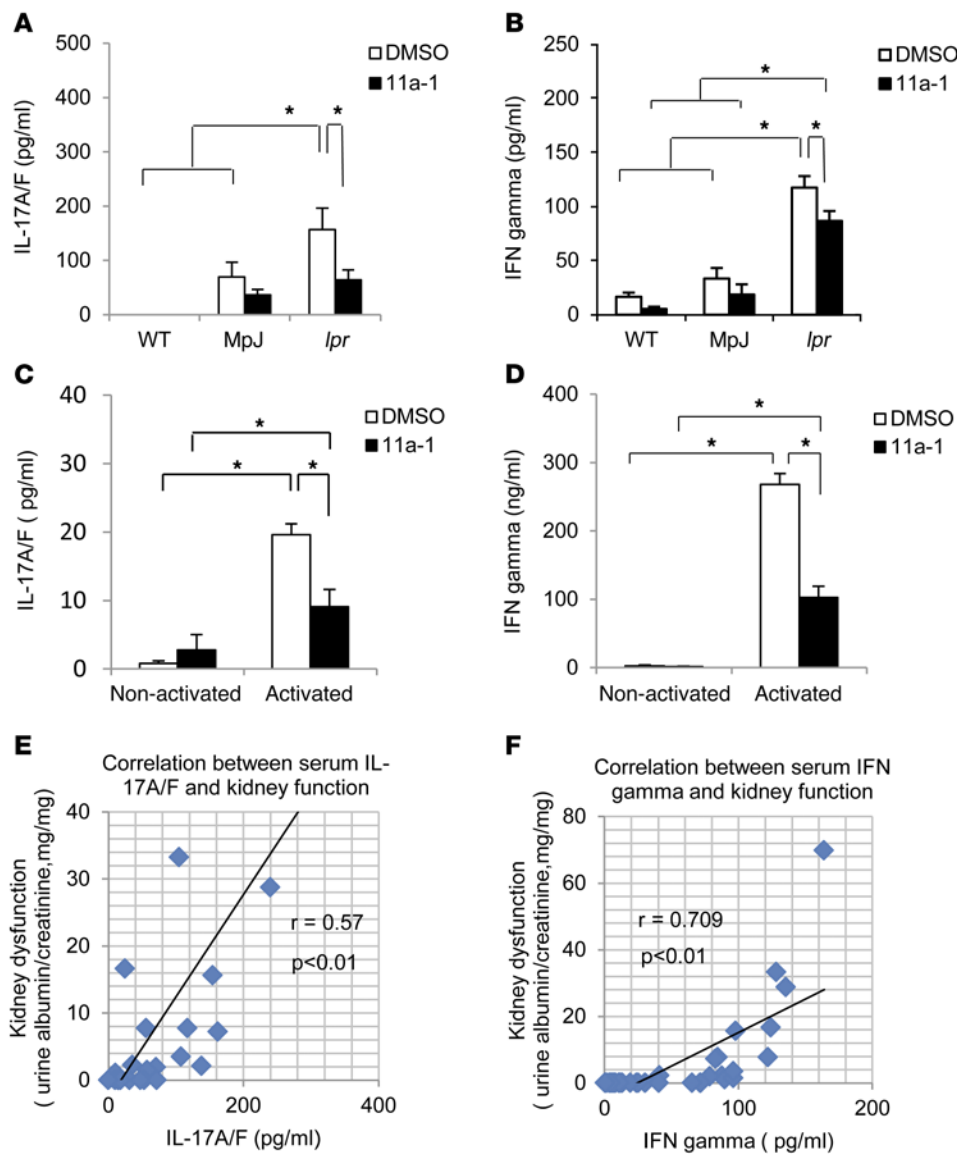 A
500
400
300
200
100
0
IL-17A/F (pg/ml)
DMSO
11a-1
* *
WT MpJ lpr
B
250
200
150
100
50
0
IFN gamma (pg/ml)
DMSO
11a-1
*
* *
WT MpJ lpr
C
40
30
20
10
0
IL-17A/F ( pg/ml)
DMSO
11a-1
*
* *
Non-activated Activated
D
400
300
200
100
0
IFN gamma (ng/ml)
DMSO
11a-1
*
* *
Non-activated Activated
E
Correlation between serum IL-
17A/F and kidney function
40
30
20
10
0
Kidney dysfunction
( urine albumin/creatinine,mg/mg)
r = 0.57
p<0.01
0 200 400
IL-17A/F (pg/ml)
F
Correlation between serum IFN
gamma and kidney function
80
60
40
20
0
Kidney dysfunction
( urine albumin/creatinine,mg/mg)
r = 0.709
p<0.01
0 100 200
IFN gamma ( pg/ml)